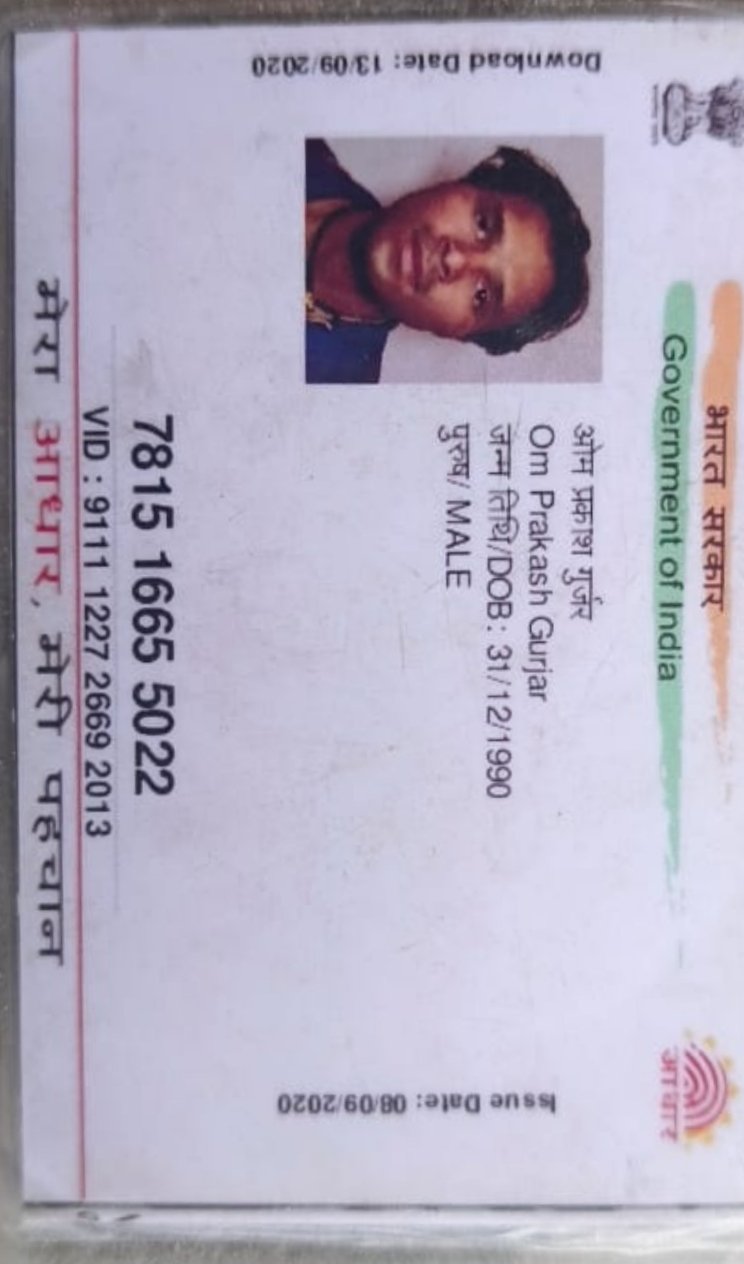 भारत सरकार
Government of India
Download Date: 13/09/2020
ओम प्रकाश गुर्जर
Om Prakash Gurjar
जन्म तिथि/DOB: 31/12/1990
पुरुष/ MALE
Issue Date: 08/09/2020
आधार
7815 1665 5022
VID : 9111 1227 2669 2013
मेरा आधार, मेरी पहचान